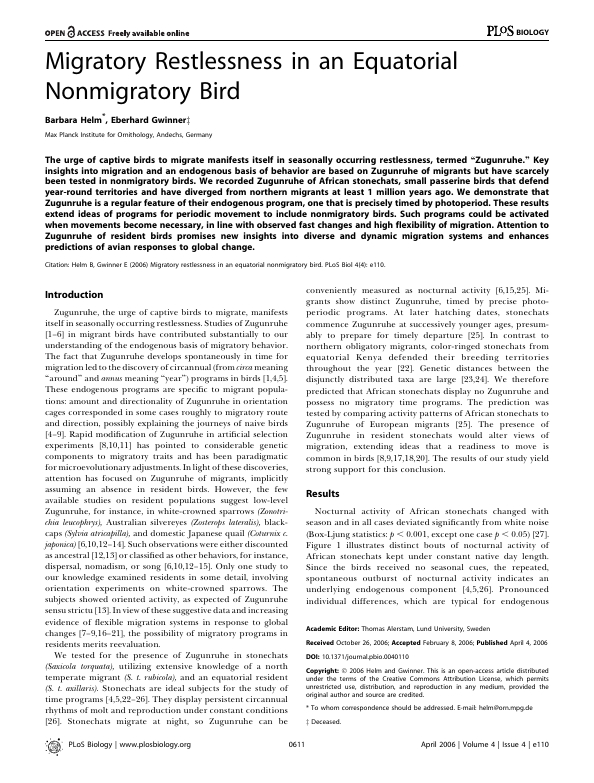 OPEN ACCESS Freely available online
PLoS BIOLOGY
Migratory Restlessness in an Equatorial
Nonmigratory Bird
Barbara Helm*, Eberhard Gwinner‡
Max Planck Institute for Ornithology, Andechs, Germany
The urge of captive birds to migrate manifests itself in seasonally occurring restlessness, termed “Zugunruhe.” Key
insights into migration and an endogenous basis of behavior are based on Zugunruhe of migrants but have scarcely
been tested in nonmigratory birds. We recorded Zugunruhe of African stonechats, small passerine birds that defend
year-round territories and have diverged from northern migrants at least 1 million years ago. We demonstrate that
Zugunruhe is a regular feature of their endogenous program, one that is precisely timed by photoperiod. These results
extend ideas of programs for periodic movement to include nonmigratory birds. Such programs could be activated
when movements become necessary, in line with observed fast changes and high flexibility of migration. Attention to
Zugunruhe of resident birds promises new insights into diverse and dynamic migration systems and enhances
predictions of avian responses to global change.
Citation: Helm B, Gwinner E (2006) Migratory restlessness in an equatorial nonmigratory bird. PLoS Biol 4(4): e110.
Introduction
Zugunruhe, the urge of captive birds to migrate, manifests
itself in seasonally occurring restlessness. Studies of Zugunruhe
[1–6] in migrant birds have contributed substantially to our
understanding of the endogenous basis of migratory behavior.
The fact that Zugunruhe develops spontaneously in time for
migration led to the discovery of circannual (from circa meaning
“around” and annus meaning “year”) programs in birds [1,4,5].
These endogenous programs are specific to migrant popula-
tions: amount and directionality of Zugunruhe in orientation
cages corresponded in some cases roughly to migratory route
and direction, possibly explaining the journeys of naive birds
[4–9]. Rapid modification of Zugunruhe in artificial selection
experiments [8,10,11] has pointed to considerable genetic
components to migratory traits and has been paradigmatic
for microevolutionary adjustments. In light of these discoveries,
attention has focused on Zugunruhe of migrants, implicitly
assuming an absence in resident birds. However, the few
available studies on resident populations suggest low-level
Zugunruhe, for instance, in white-crowned sparrows (Zonotri-
chia leucophrys), Australian silvereyes (Zosterops lateralis), black-
caps (Sylvia atricapilla), and domestic Japanese quail (Coturnix c.
japonica) [6,10,12–14]. Such observations were either discounted
as ancestral [12,13] or classified as other behaviors, for instance,
dispersal, nomadism, or song [6,10,12–15]. Only one study to
our knowledge examined residents in some detail, involving
orientation experiments on white-crowned sparrows. The
subjects showed oriented activity, as expected of Zugunruhe
sensu strictu [13]. In view of these suggestive data and increasing
evidence of flexible migration systems in response to global
changes [7–9,16–21], the possibility of migratory programs in
residents merits reevaluation.
We tested for the presence of Zugunruhe in stonechats
(Saxicola torquata), utilizing extensive knowledge of a north
temperate migrant (S. t. rubicola), and an equatorial resident
(S. t. axillaris). Stonechats are ideal subjects for the study of
time programs [4,5,22–26]. They display persistent circannual
rhythms of molt and reproduction under constant conditions
[26]. Stonechats migrate at night, so Zugunruhe can be
conveniently measured as nocturnal activity [6,15,25]. Mi-
grants show distinct Zugunruhe, timed by precise photo-
periodic programs. At later hatching dates, stonechats
commence Zugunruhe at successively younger ages, presum-
ably to prepare for timely departure [25]. In contrast to
northern obligatory migrants, color-ringed stonechats from
equatorial Kenya defended their breeding territories
throughout the year [22]. Genetic distances between the
disjunctly distributed taxa are large [23,24]. We therefore
predicted that African stonechats display no Zugunruhe and
possess no migratory time programs. The prediction was
tested by comparing activity patterns of African stonechats to
Zugunruhe of European migrants [25]. The presence of
Zugunruhe in resident stonechats would alter views of
migration, extending ideas that a readiness to move is
common in birds [8,9,17,18,20]. The results of our study yield
strong support for this conclusion.
Results
Nocturnal activity of African stonechats changed with
season and in all cases deviated significantly from white noise
(Box-Ljung statistics: p < 0.001, except one case p < 0.05) [27].
Figure 1 illustrates distinct bouts of nocturnal activity of
African stonechats kept under constant native day length.
Since the birds received no seasonal cues, the repeated,
spontaneous outburst of nocturnal activity indicates an
underlying endogenous component [4,5,26]. Pronounced
individual differences, which are typical for endogenous
Academic Editor: Thomas Alerstam, Lund University, Sweden
Received October 26, 2006; Accepted February 8, 2006; Published April 4, 2006
DOI: 10.1371/journal.pbio.0040110
Copyright: © 2006 Helm and Gwinner. This is an open-access article distributed
under the terms of the Creative Commons Attribution License, which permits
unrestricted use, distribution, and reproduction in any medium, provided the
original author and source are credited.
* To whom correspondence should be addressed. E-mail: helm@orn.mpg.de
‡ Deceased.
PLoS Biology | www.plosbiology.org
0611
April 2006 | Volume 4 | Issue 4 | e110